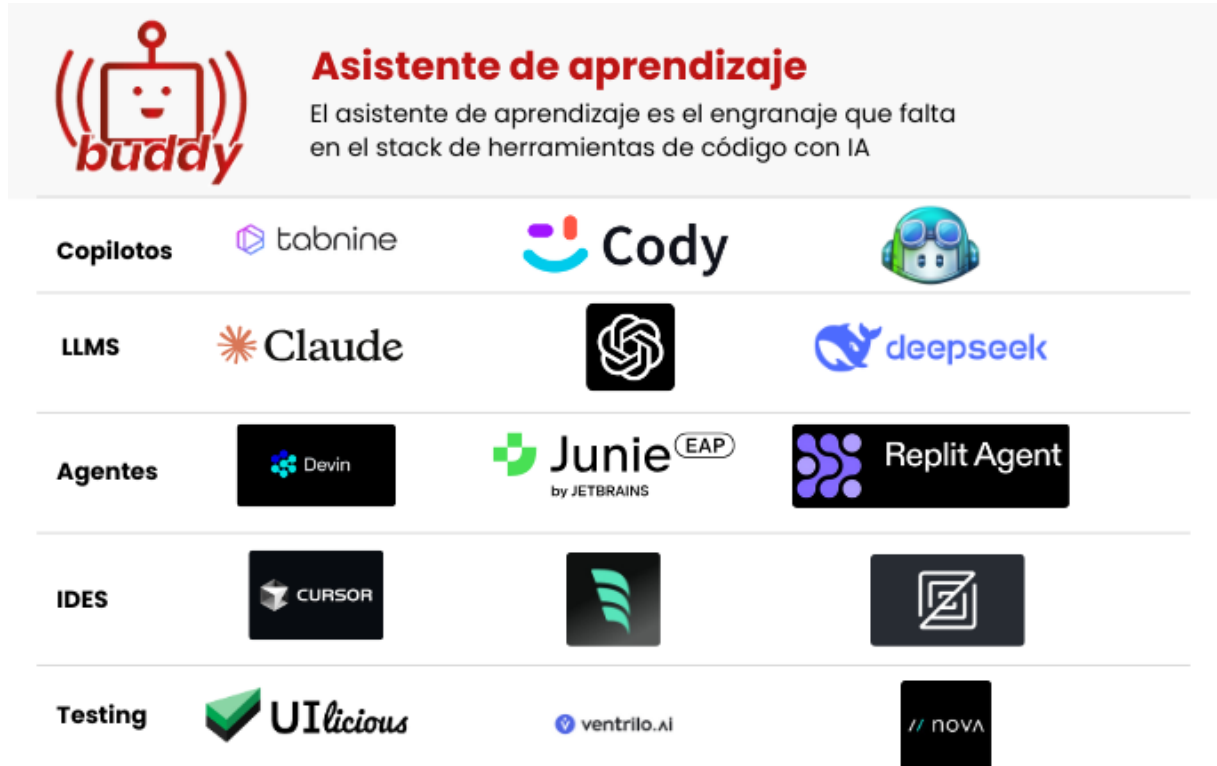 buddy
Asistente de aprendizaje
El asistente de aprendizaje es el engranaje que falta
en el stack de herramientas de código con IA
Copilotos tabnine Cody
LLMS Claude deepseek
Agentes Devin Junie EAP by JETBRAINS Replit Agent
IDES CURSOR Z
Testing UIlicious ventrilo.ai // nova